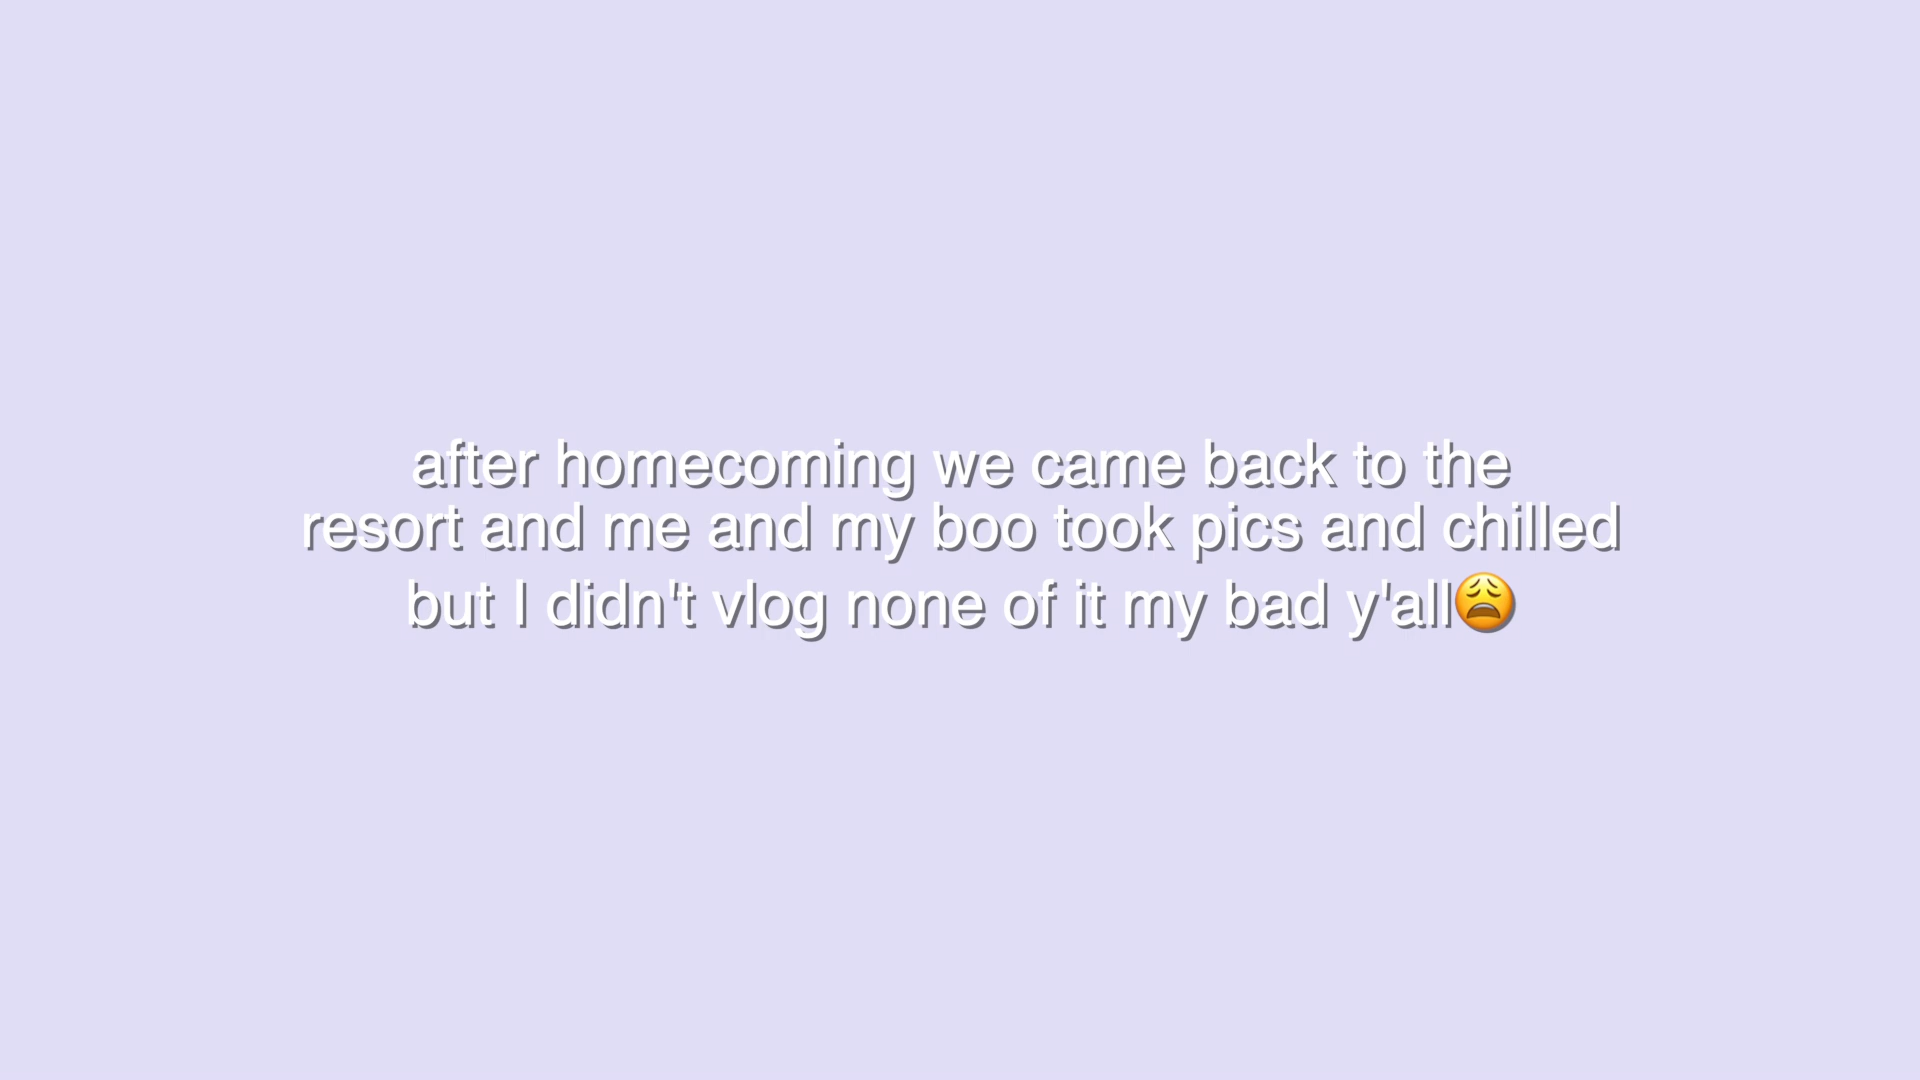 after homecoming we came back to the
resort and me and my boo took pics and chilled
but I didn't vlog none of it my bad y'all😩